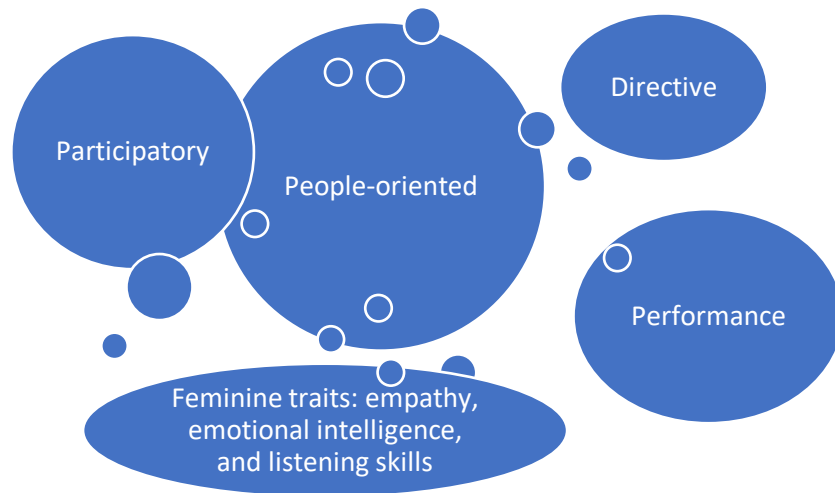 Directive
Participatory
People-oriented
Performance
Feminine traits: empathy,
emotional intelligence,
and listening skills